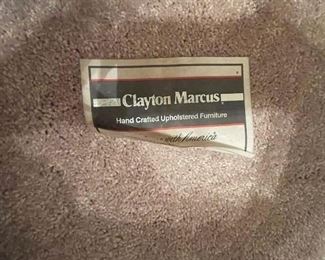 Clayton Marcus
Hand Crafted Upholstered Furniture
with America